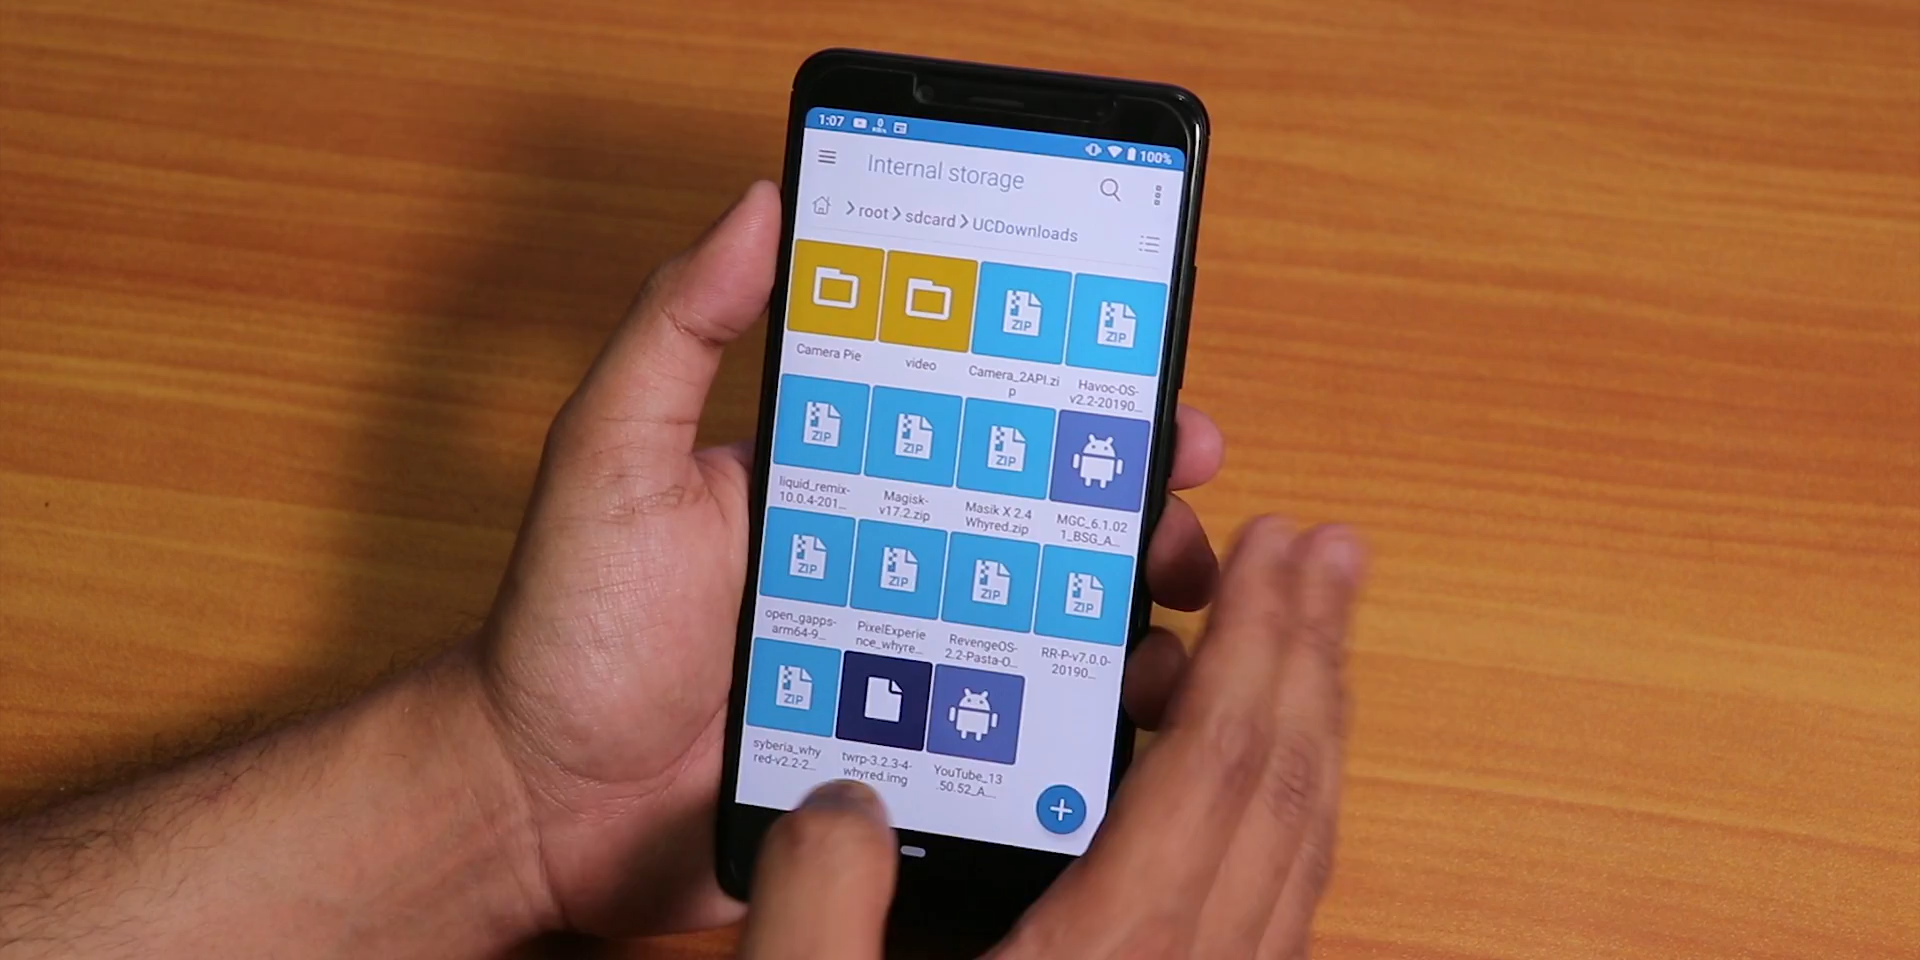 1:07 0 KB/s 100%
Internal storage
root sdcard UCDownloads
ZIP ZIP
Camera Pie video Camera_2API.zi Havoc-OS-
p v2.2-20190...
ZIP ZIP ZIP
liquid_remix- Magisk- Masik X 2.4 MGC_6.1.02
10.0.4-201... v17.2.zip Whyred.zip 1_BSG_A...
ZIP ZIP ZIP ZIP
open_gapps- PixelExperie RevengeOS- RR-P-v7.0.0-
arm64-9... nce_whyre... 2.2-Pasta-O... 20190...
ZIP
syberia_why twrp-3.2.3-4- YouTube_13
red-v2.2-2... whyred.img .50.52_A...